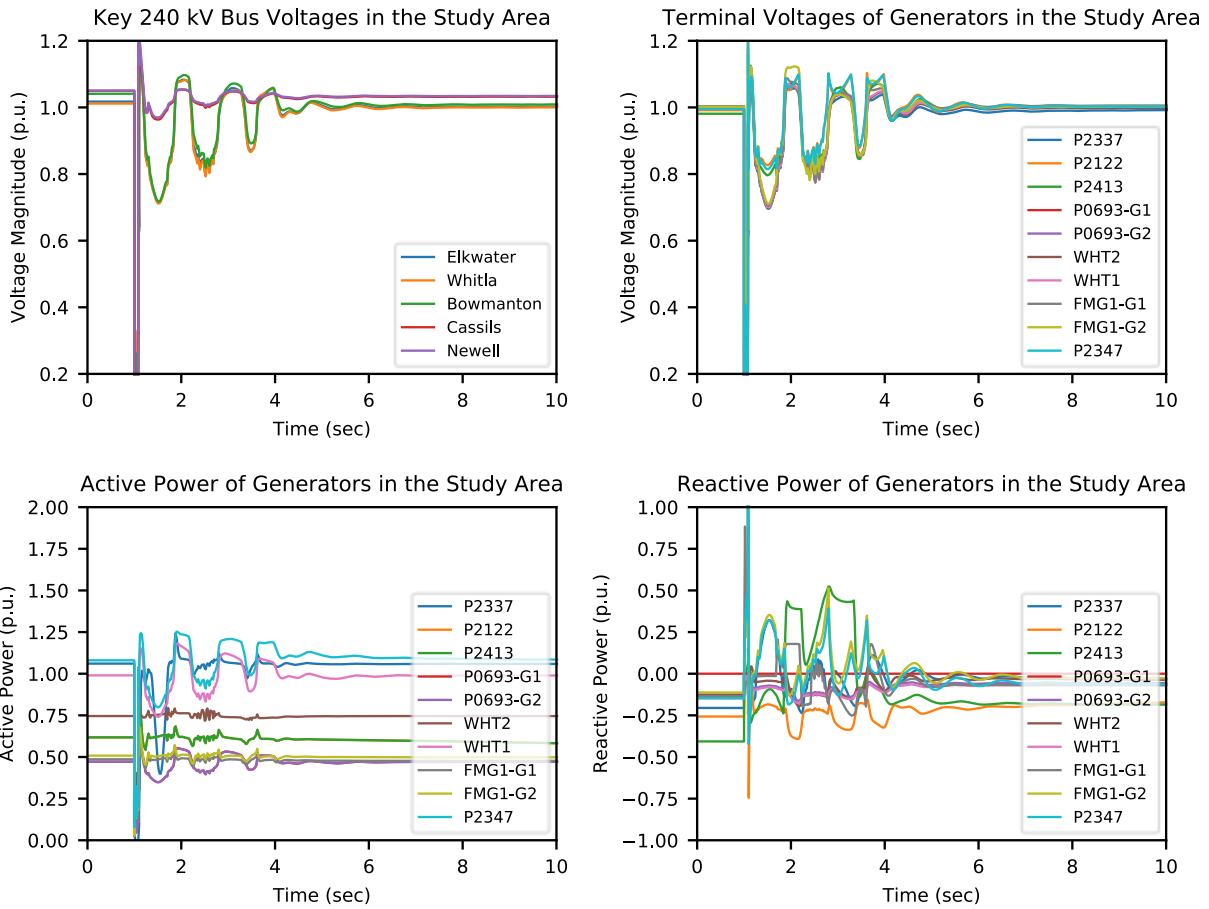 Key 240 kV Bus Voltages in the Study Area
1.2
1.0
0.8
0.6
0.4
0.2
Voltage Magnitude (p.u.)
Elkwater
Whitla
Bowmanton
Cassils
Newell
0 2 4 6 8 10
Time (sec)
Terminal Voltages of Generators in the Study Area
1.2
1.0
0.8
0.6
0.4
0.2
Voltage Magnitude (p.u.)
P2337
P2122
P2413
P0693-G1
P0693-G2
WHT2
WHT1
FMG1-G1
FMG1-G2
P2347
0 2 4 6 8 10
Time (sec)
Active Power of Generators in the Study Area
2.00
1.75
1.50
1.25
1.00
0.75
0.50
0.25
0.00
Active Power (p.u.)
P2337
P2122
P2413
P0693-G1
P0693-G2
WHT2
WHT1
FMG1-G1
FMG1-G2
P2347
0 2 4 6 8 10
Time (sec)
Reactive Power of Generators in the Study Area
1.00
0.75
0.50
0.25
0.00
−0.25
−0.50
−0.75
−1.00
Reactive Power (p.u.)
P2337
P2122
P2413
P0693-G1
P0693-G2
WHT2
WHT1
FMG1-G1
FMG1-G2
P2347
0 2 4 6 8 10
Time (sec)